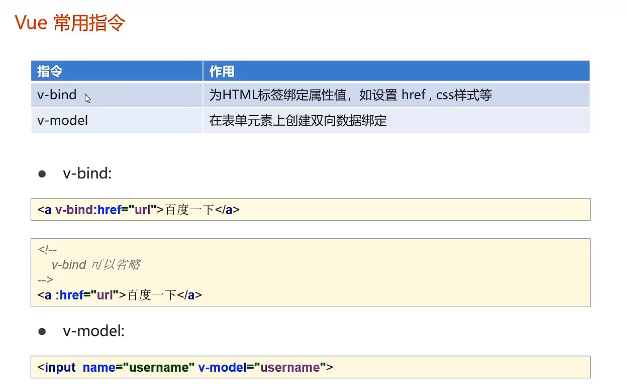 Vue 常用指令
指令 作用
v-bind 为HTML标签绑定属性值，如设置 href , css样式等
v-model 在表单元素上创建双向数据绑定
● v-bind:
<a v-bind:href="url">百度一下</a>
<!--
v-bind 可以省略
-->
<a :href="url">百度一下</a>
● v-model:
<input name="username" v-model="username">